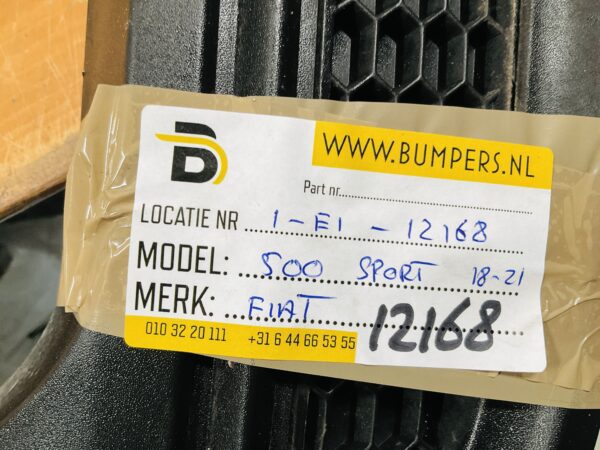 WWW.BUMPERS.NL
Part nr.
LOCATIE NR 1-E1 - 12168
MODEL: 500 SPORT 18-21
MERK: FIAT 12168
010 32 20 111 +31 6 44 66 53 55